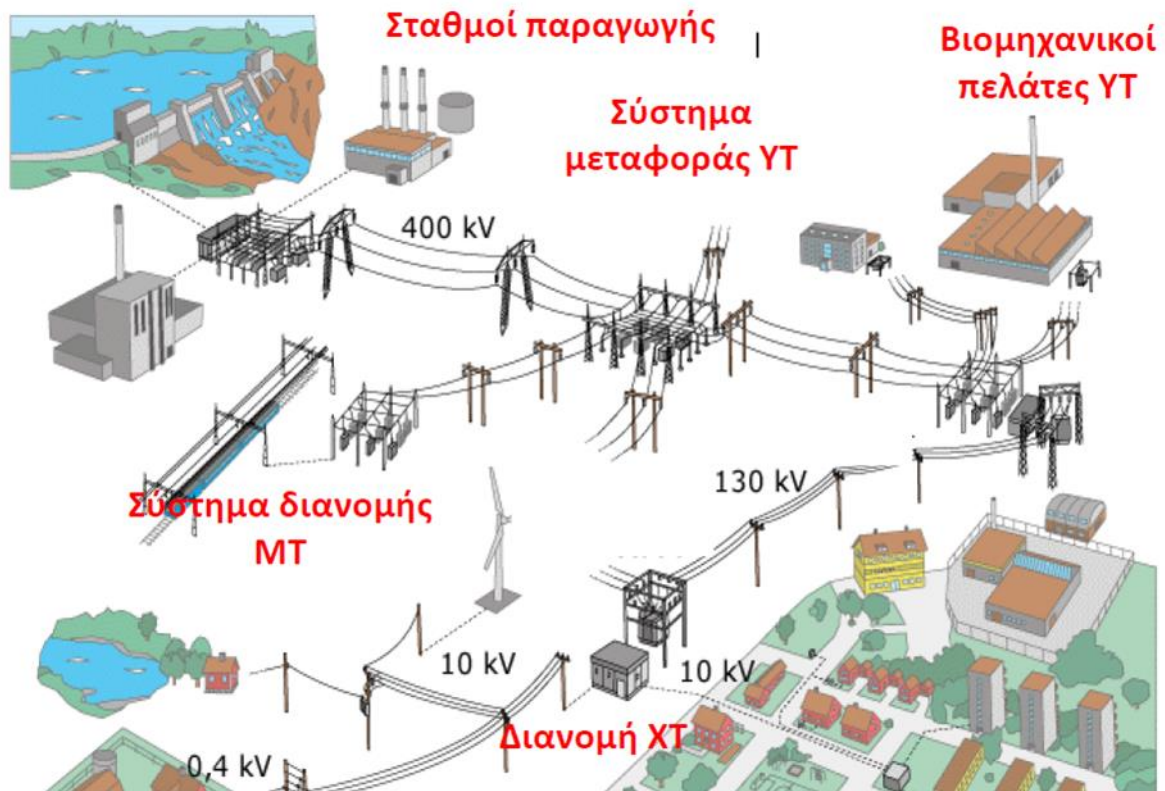 Σταθμοί παραγωγής
Βιομηχανικοί
πελάτες ΥΤ
Σύστημα
μεταφοράς ΥΤ
400 kV
130 kV
Σύστημα διανομής
ΜΤ
10 kV
10 kV
Διανομή ΧΤ
0,4 kV